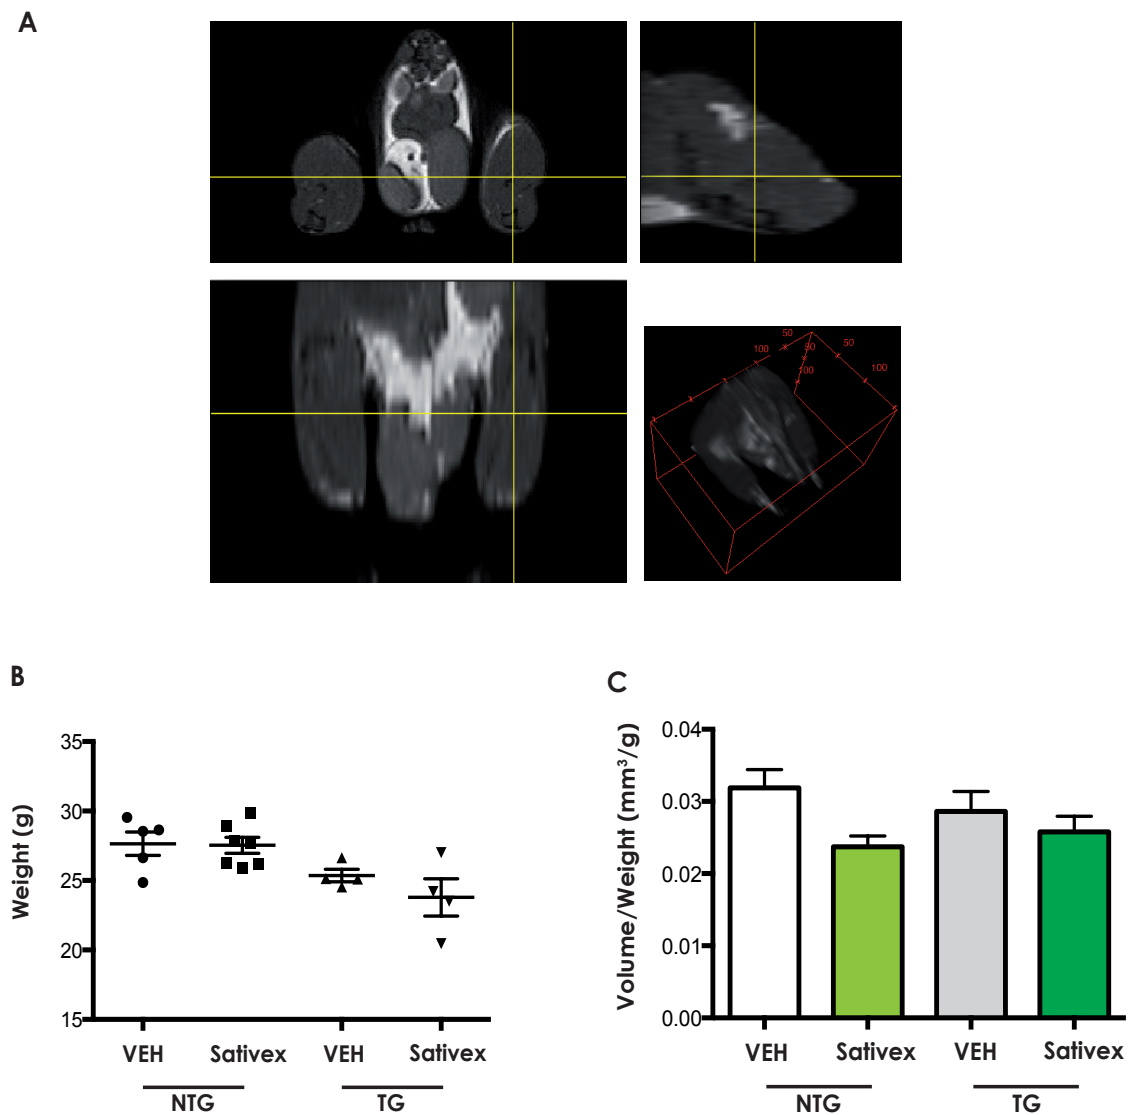 A
50
50
100
50
100
100
B
C
Weight (g)
35
30
25
20
15
VEH
Sativex
VEH
Sativex
NTG
TG
Volume/Weight (mm³/g)
0.04
0.03
0.02
0.01
0.00
VEH
Sativex
VEH
Sativex
NTG
TG